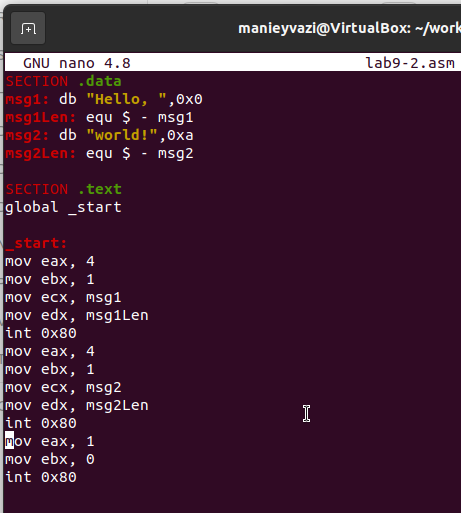 manieyvazi@VirtualBox: ~/work
GNU nano 4.8 lab9-2.asm
SECTION .data
msg1: db "Hello, ",0x0
msg1Len: equ $ - msg1
msg2: db "world!",0xa
msg2Len: equ $ - msg2
SECTION .text
global _start
_start:
mov eax, 4
mov ebx, 1
mov ecx, msg1
mov edx, msg1Len
int 0x80
mov eax, 4
mov ebx, 1
mov ecx, msg2
mov edx, msg2Len
int 0x80
mov eax, 1
mov ebx, 0
int 0x80